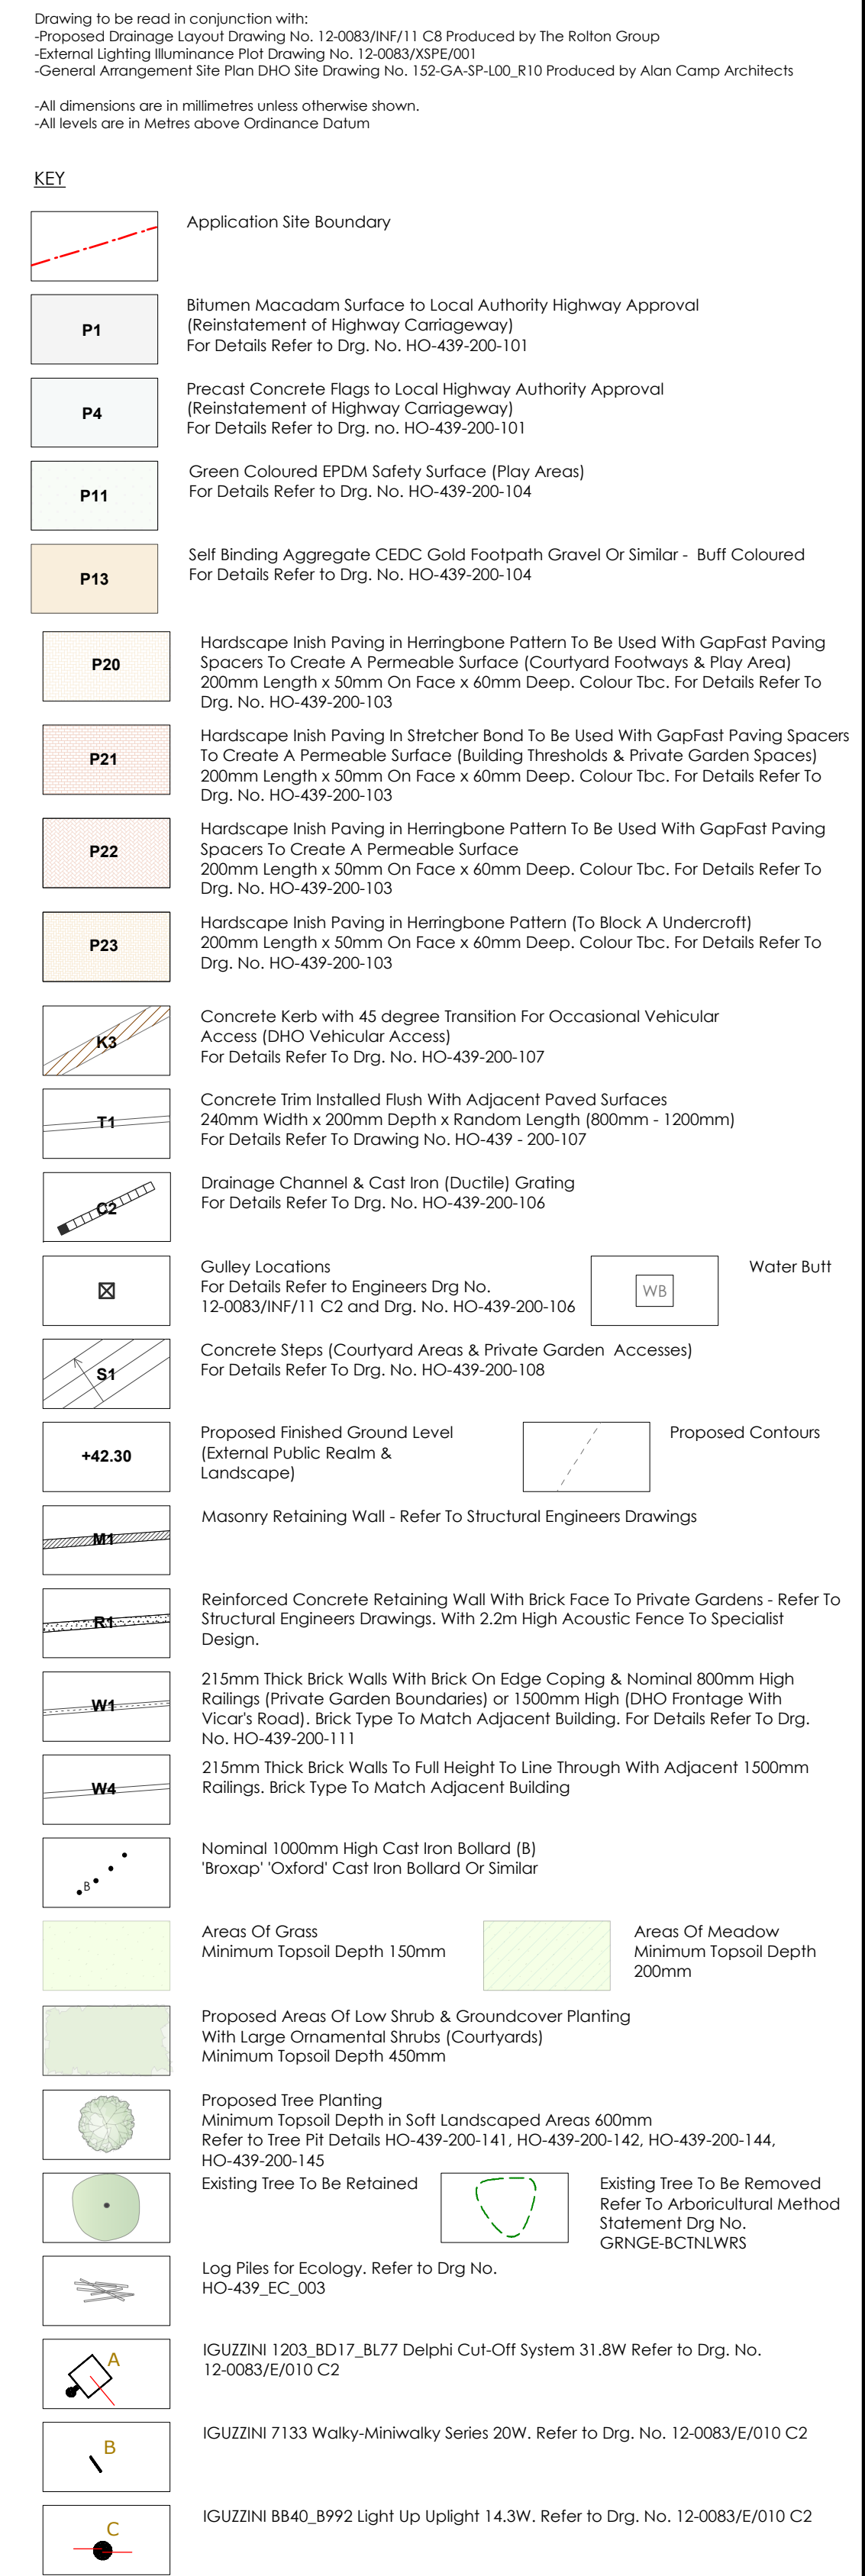 Drawing to be read in conjunction with:
-Proposed Drainage Layout Drawing No. 12-0083/INF/11 C8 Produced by The Rolton Group
-External Lighting Illuminance Plot Drawing No. 12-0083/XSPE/001
-General Arrangement Site Plan DHO Site Drawing No. 152-GA-SP-L00_R10 Produced by Alan Camp Architects
-All dimensions are in millimetres unless otherwise shown.
-All levels are in Metres above Ordinance Datum
KEY
Application Site Boundary
P1
Bitumen Macadam Surface to Local Authority Highway Approval
(Reinstatement of Highway Carriageway)
For Details Refer to Drg. No. HO-439-200-101
P4
Precast Concrete Flags to Local Highway Authority Approval
(Reinstatement of Highway Carriageway)
For Details Refer to Drg. no. HO-439-200-101
P11
Green Coloured EPDM Safety Surface (Play Areas)
For Details Refer to Drg. No. HO-439-200-104
P13
Self Binding Aggregate CEDC Gold Footpath Gravel Or Similar - Buff Coloured
For Details Refer to Drg. No. HO-439-200-104
P20
Hardscape Inish Paving in Herringbone Pattern To Be Used With GapFast Paving
Spacers To Create A Permeable Surface (Courtyard Footways & Play Area)
200mm Length x 50mm On Face x 60mm Deep. Colour Tbc. For Details Refer To
Drg. No. HO-439-200-103
P21
Hardscape Inish Paving In Stretcher Bond To Be Used With GapFast Paving Spacers
To Create A Permeable Surface (Building Thresholds & Private Garden Spaces)
200mm Length x 50mm On Face x 60mm Deep. Colour Tbc. For Details Refer To
Drg. No. HO-439-200-103
P22
Hardscape Inish Paving in Herringbone Pattern To Be Used With GapFast Paving
Spacers To Create A Permeable Surface
200mm Length x 50mm On Face x 60mm Deep. Colour Tbc. For Details Refer To
Drg. No. HO-439-200-103
P23
Hardscape Inish Paving in Herringbone Pattern (To Block A Undercroft)
200mm Length x 50mm On Face x 60mm Deep. Colour Tbc. For Details Refer To
Drg. No. HO-439-200-103
K3
Concrete Kerb with 45 degree Transition For Occasional Vehicular
Access (DHO Vehicular Access)
For Details Refer To Drg. No. HO-439-200-107
T1
Concrete Trim Installed Flush With Adjacent Paved Surfaces
240mm Width x 200mm Depth x Random Length (800mm - 1200mm)
For Details Refer To Drawing No. HO-439 - 200-107
C2
Drainage Channel & Cast Iron (Ductile) Grating
For Details Refer To Drg. No. HO-439-200-106
Gulley Locations
For Details Refer to Engineers Drg No.
12-0083/INF/11 C2 and Drg. No. HO-439-200-106
WB
Water Butt
S1
Concrete Steps (Courtyard Areas & Private Garden Accesses)
For Details Refer To Drg. No. HO-439-200-108
+42.30
Proposed Finished Ground Level
(External Public Realm &
Landscape)
Proposed Contours
M1
Masonry Retaining Wall - Refer To Structural Engineers Drawings
R1
Reinforced Concrete Retaining Wall With Brick Face To Private Gardens - Refer To
Structural Engineers Drawings. With 2.2m High Acoustic Fence To Specialist
Design.
W1
215mm Thick Brick Walls With Brick On Edge Coping & Nominal 800mm High
Railings (Private Garden Boundaries) or 1500mm High (DHO Frontage With
Vicar's Road). Brick Type To Match Adjacent Building. For Details Refer To Drg.
No. HO-439-200-111
W4
215mm Thick Brick Walls To Full Height To Line Through With Adjacent 1500mm
Railings. Brick Type To Match Adjacent Building
B
Nominal 1000mm High Cast Iron Bollard (B)
'Broxap' 'Oxford' Cast Iron Bollard Or Similar
Areas Of Grass
Minimum Topsoil Depth 150mm
Areas Of Meadow
Minimum Topsoil Depth
200mm
Proposed Areas Of Low Shrub & Groundcover Planting
With Large Ornamental Shrubs (Courtyards)
Minimum Topsoil Depth 450mm
Proposed Tree Planting
Minimum Topsoil Depth in Soft Landscaped Areas 600mm
Refer to Tree Pit Details HO-439-200-141, HO-439-200-142, HO-439-200-144,
HO-439-200-145
Existing Tree To Be Retained
Existing Tree To Be Removed
Refer To Arboricultural Method
Statement Drg No.
GRNGE-BCTNLWRS
Log Piles for Ecology. Refer to Drg No.
HO-439_EC_003
A
IGUZZINI 1203_BD17_BL77 Delphi Cut-Off System 31.8W Refer to Drg. No.
12-0083/E/010 C2
B
IGUZZINI 7133 Walky-Miniwalky Series 20W. Refer to Drg. No. 12-0083/E/010 C2
C
IGUZZINI BB40_B992 Light Up Uplight 14.3W. Refer to Drg. No. 12-0083/E/010 C2